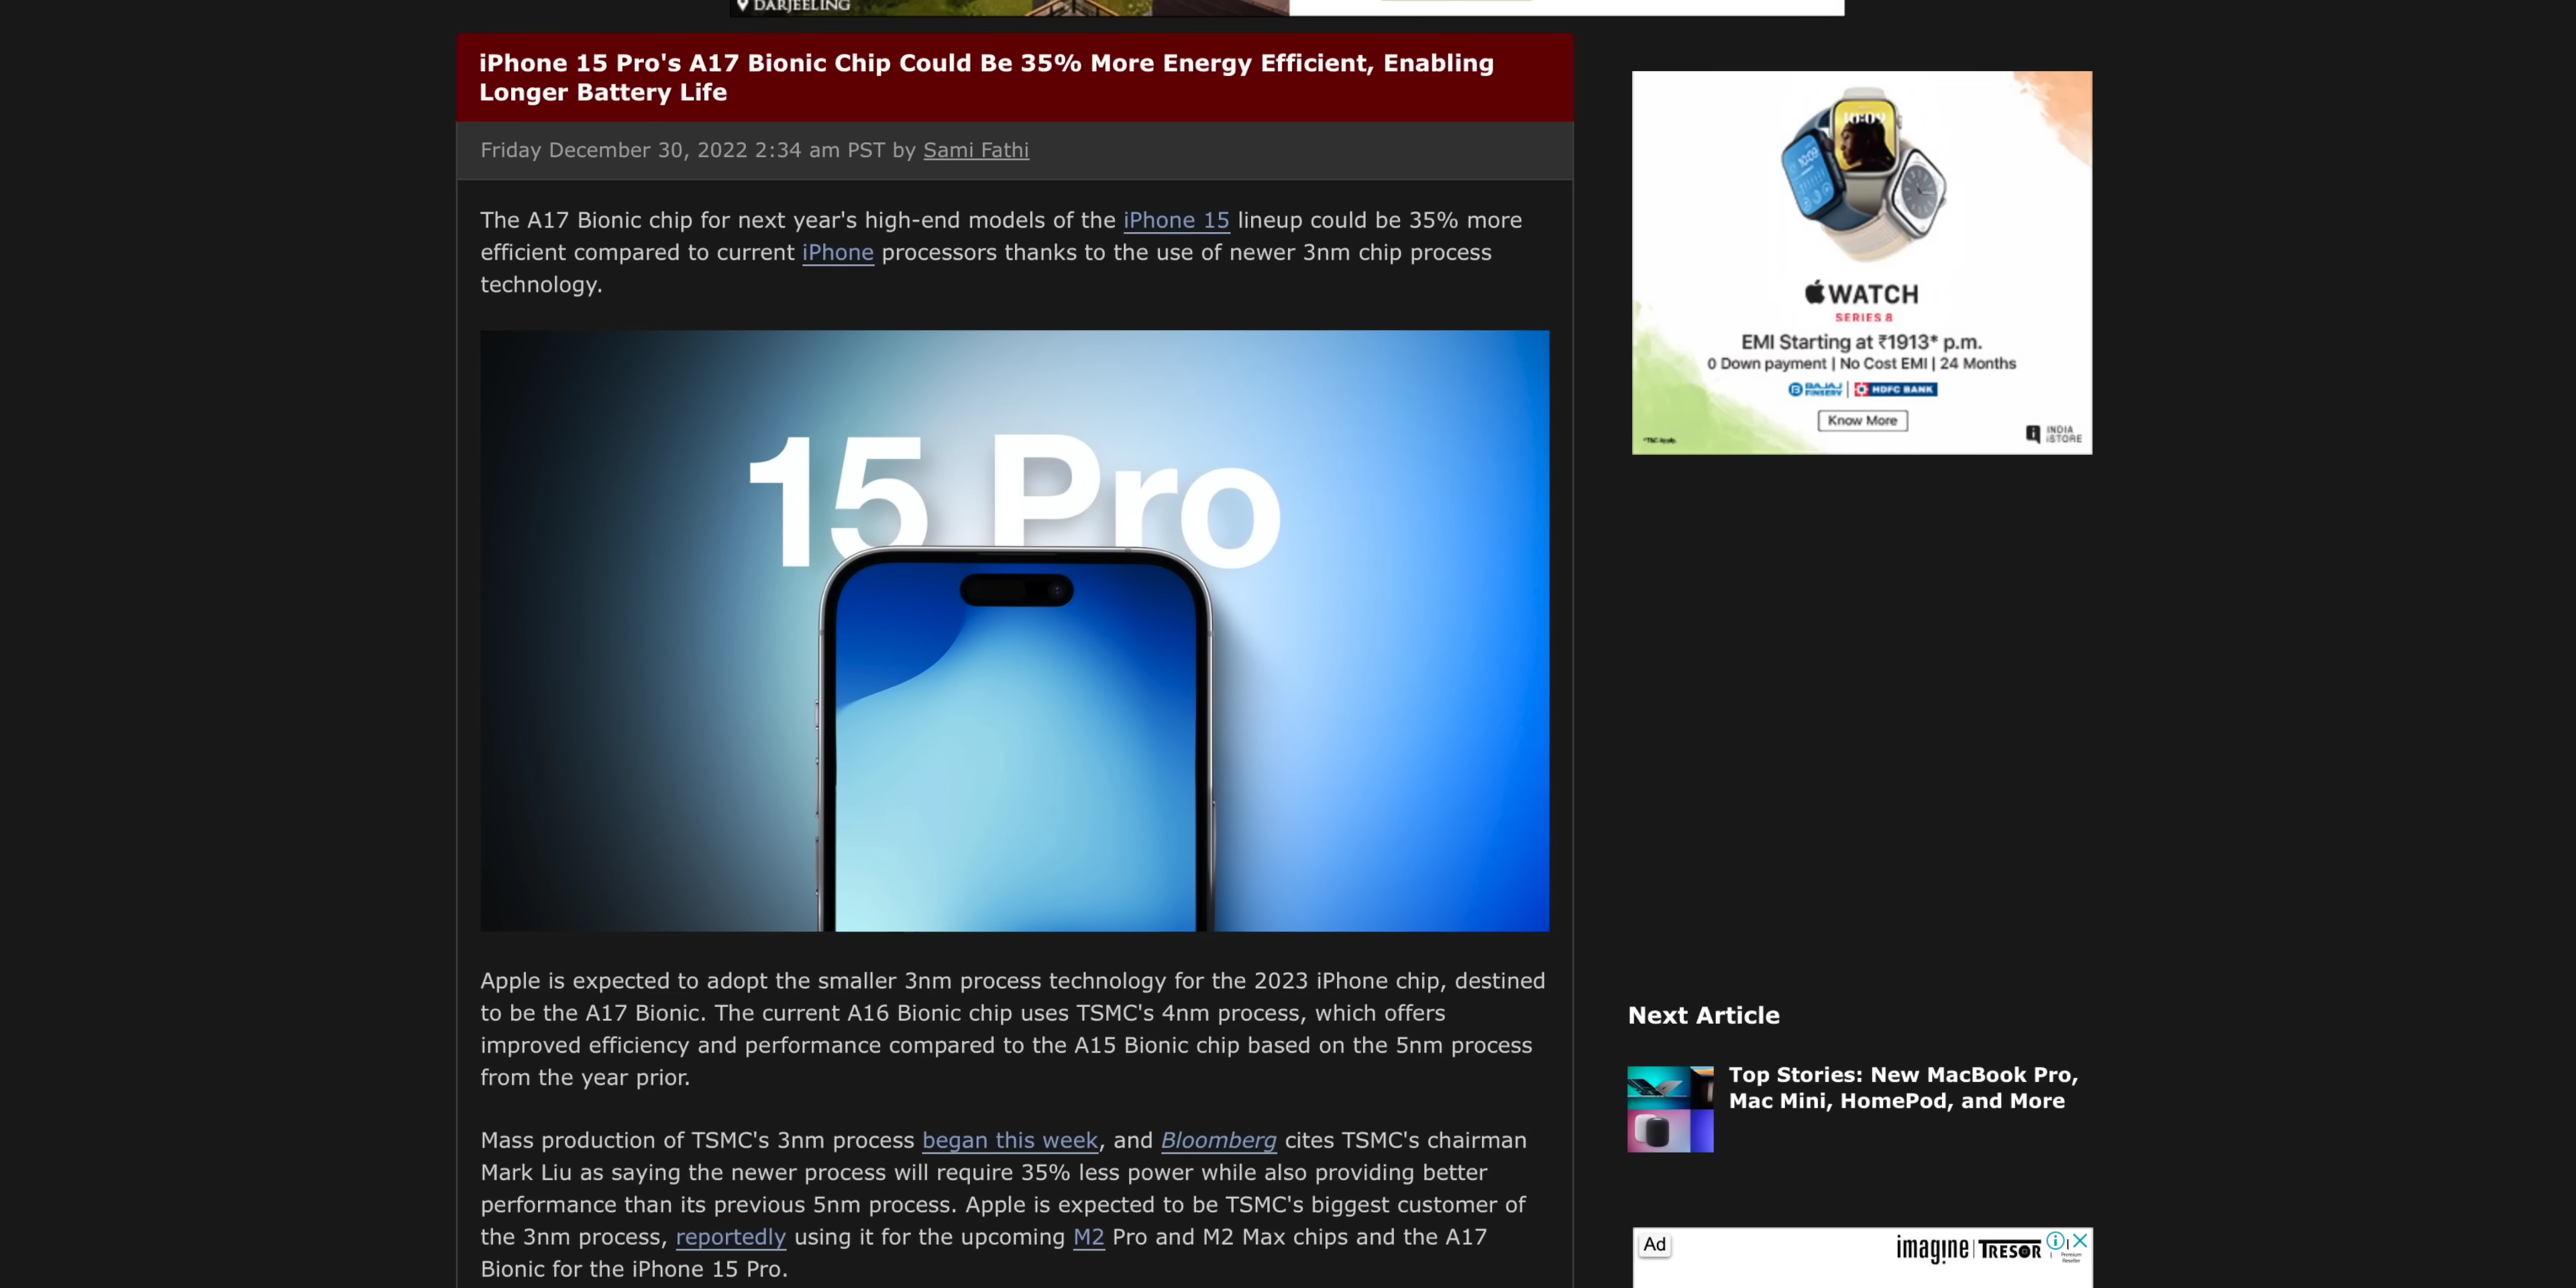 DARJEELING
iPhone 15 Pro's A17 Bionic Chip Could Be 35% More Energy Efficient, Enabling
Longer Battery Life
Friday December 30, 2022 2:34 am PST by Sami Fathi
The A17 Bionic chip for next year's high-end models of the iPhone 15 lineup could be 35% more
efficient compared to current iPhone processors thanks to the use of newer 3nm chip process
technology.
15 Pro
Apple is expected to adopt the smaller 3nm process technology for the 2023 iPhone chip, destined
to be the A17 Bionic. The current A16 Bionic chip uses TSMC's 4nm process, which offers
improved efficiency and performance compared to the A15 Bionic chip based on the 5nm process
from the year prior.
Mass production of TSMC's 3nm process began this week, and Bloomberg cites TSMC's chairman
Mark Liu as saying the newer process will require 35% less power while also providing better
performance than its previous 5nm process. Apple is expected to be TSMC's biggest customer of
the 3nm process, reportedly using it for the upcoming M2 Pro and M2 Max chips and the A17
Bionic for the iPhone 15 Pro.
10:09
10:09
WATCH
SERIES 8
EMI Starting at ₹1913* p.m.
0 Down payment | No Cost EMI | 24 Months
BAJAJ
FINSERV
HDFC BANK
Know More
*T&C Apply.
INDIA
iSTORE
Next Article
Top Stories: New MacBook Pro,
Mac Mini, HomePod, and More
Ad
imagine | TRESOR
Premium
Reseller